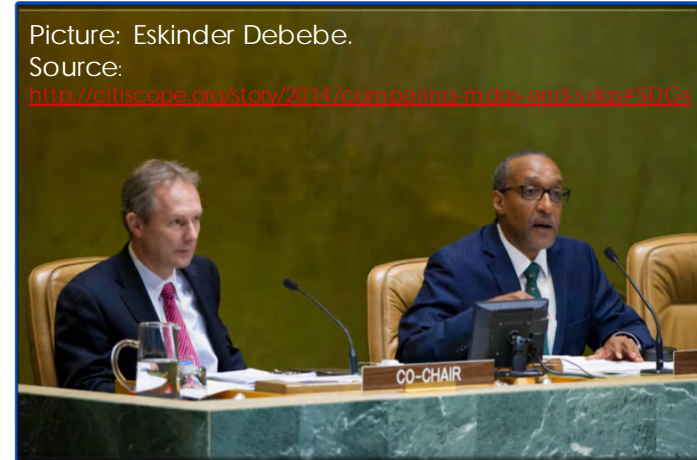 Picture: Eskinder Debebe.
Source:
http://citiscope.org/story/2014/comparing-mdgs-and-sdgs#SDGs
CO-CHAIR